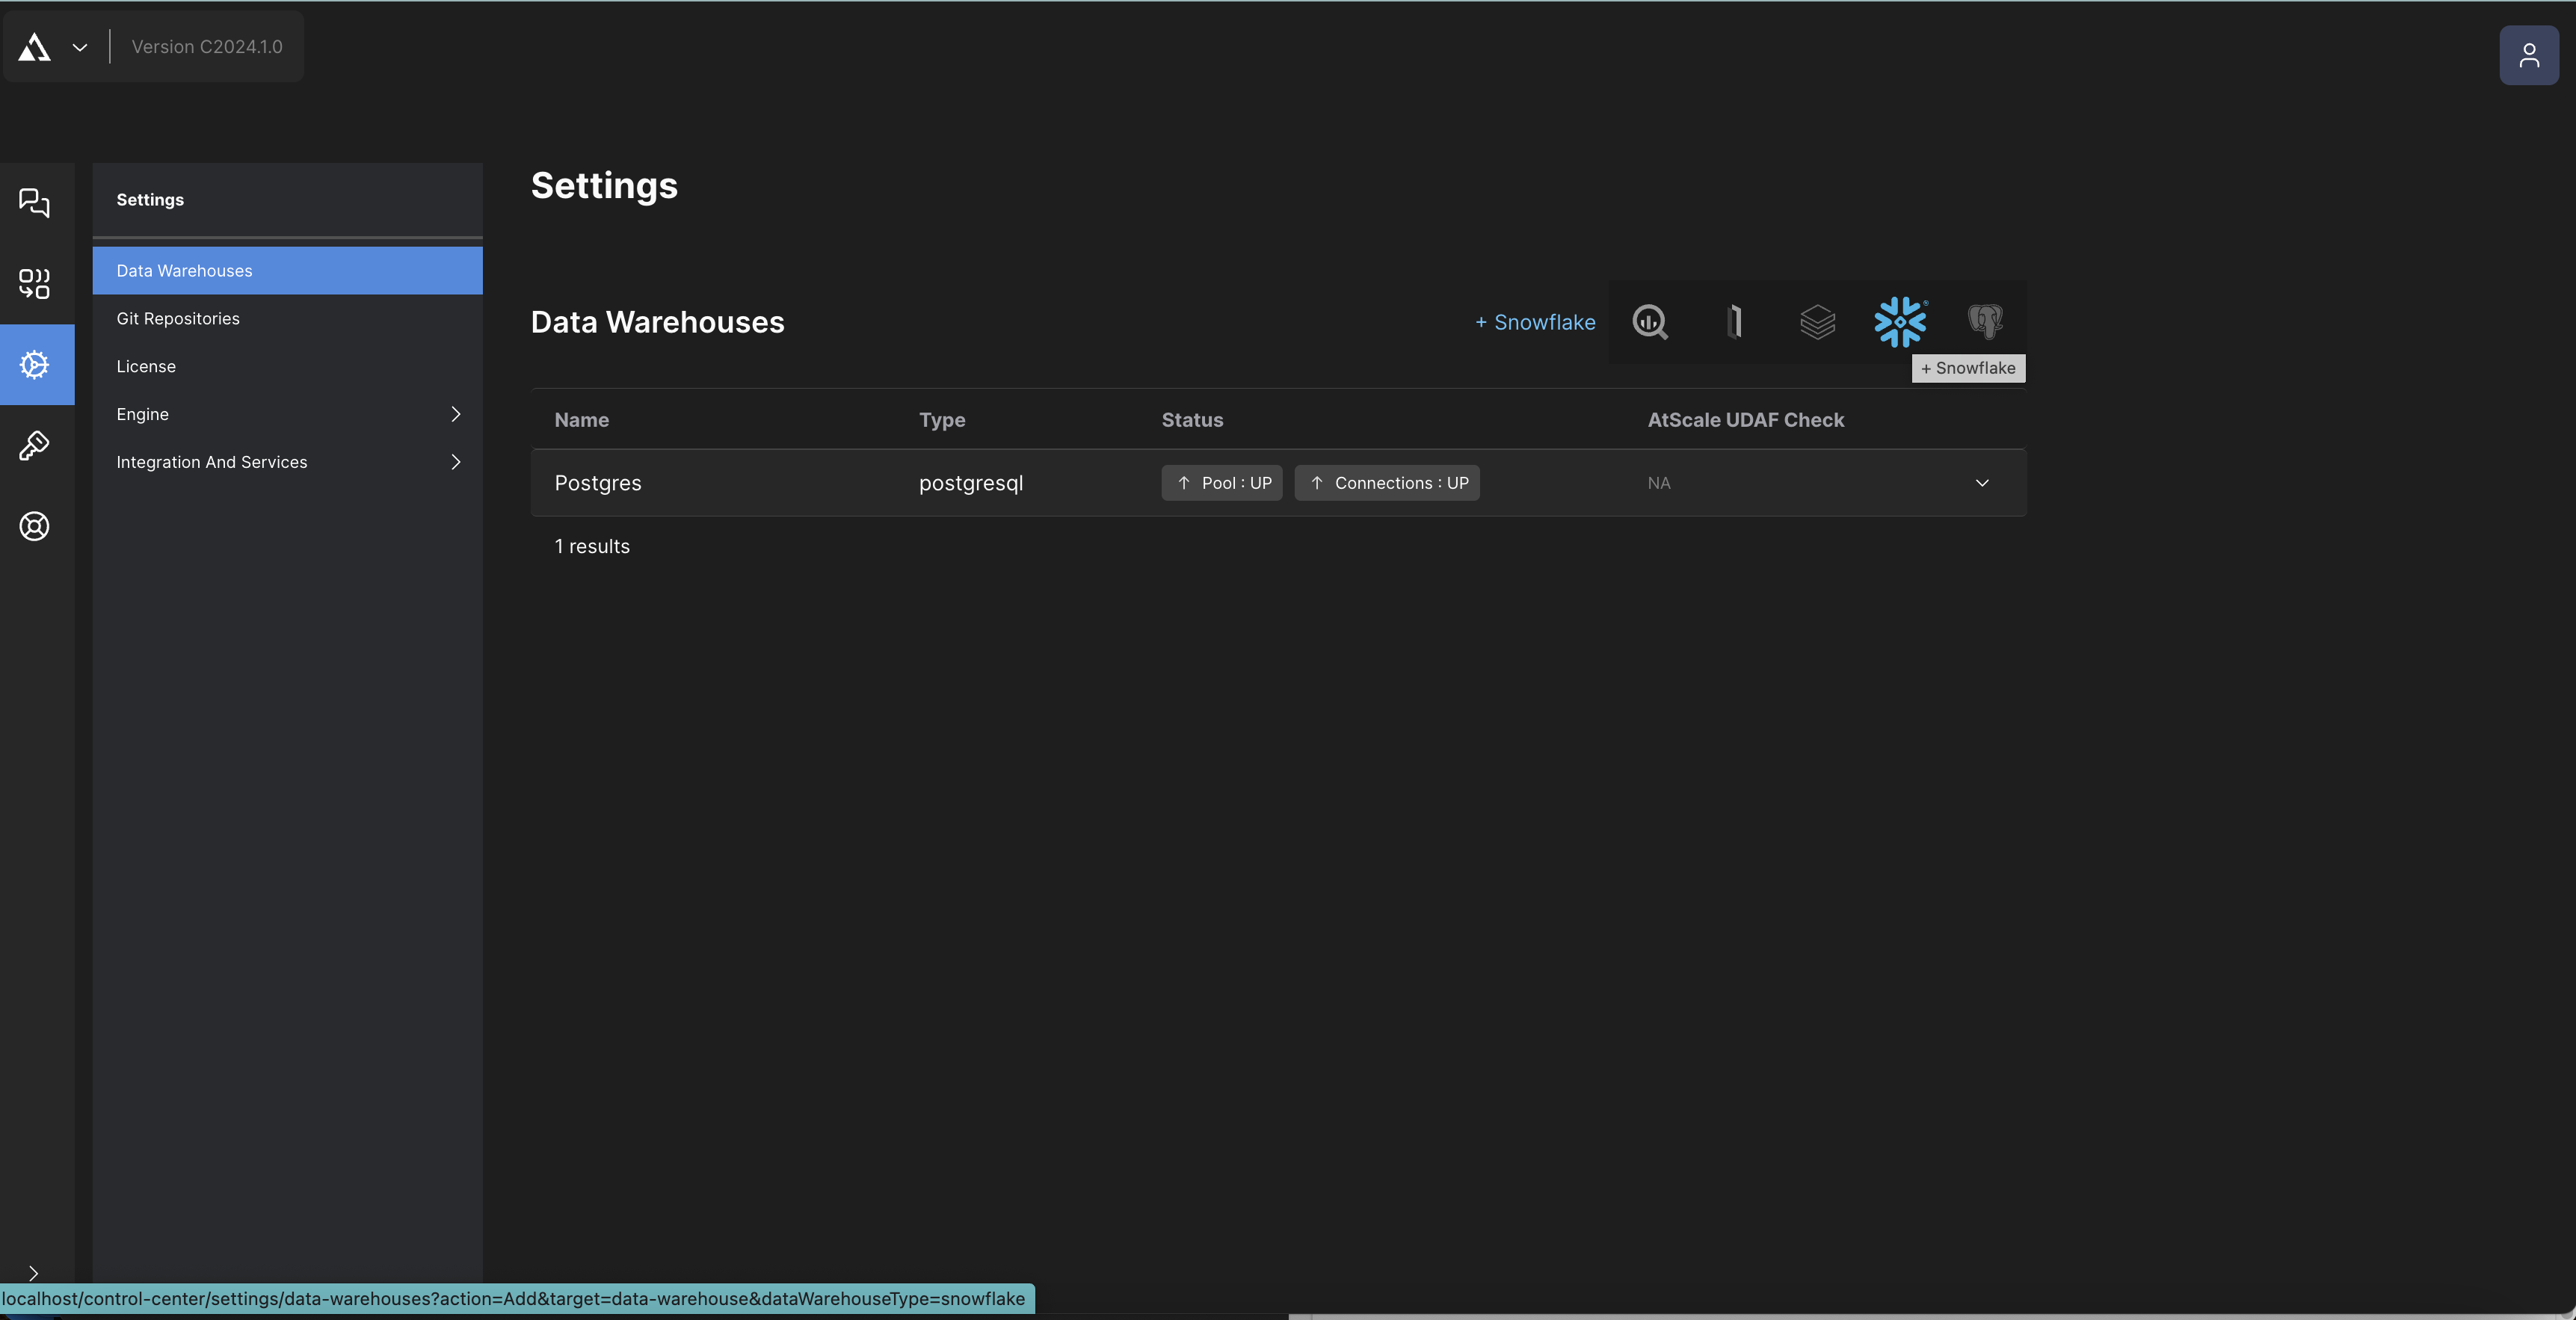 Version C2024.1.0
Settings
Data Warehouses
Git Repositories
License
Engine
Integration And Services
Settings
Data Warehouses
+ Snowflake
+ Snowflake
Name Type Status AtScale UDAF Check
Postgres postgresql Pool : UP Connections : UP NA
1 results
localhost/control-center/settings/data-warehouses?action=Add&target=data-warehouse&dataWarehouseType=snowflake